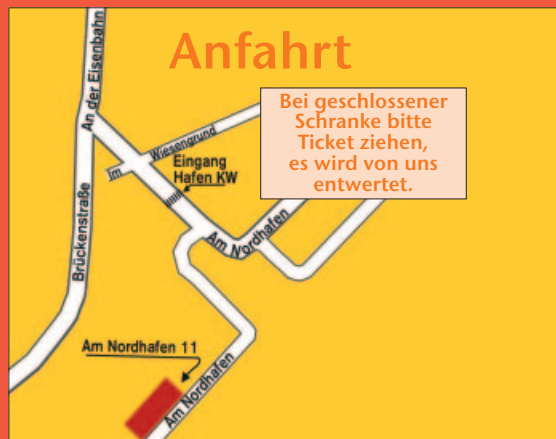 Anfahrt
Bei geschlossener
Schranke bitte
Ticket ziehen,
es wird von uns
entwertet.
An der Eisenbahn
Im Wiesengrund
Eingang
Hafen KW
Brückenstraße
Am Nordhafen
Am Nordhafen 11
Am Nordhafen